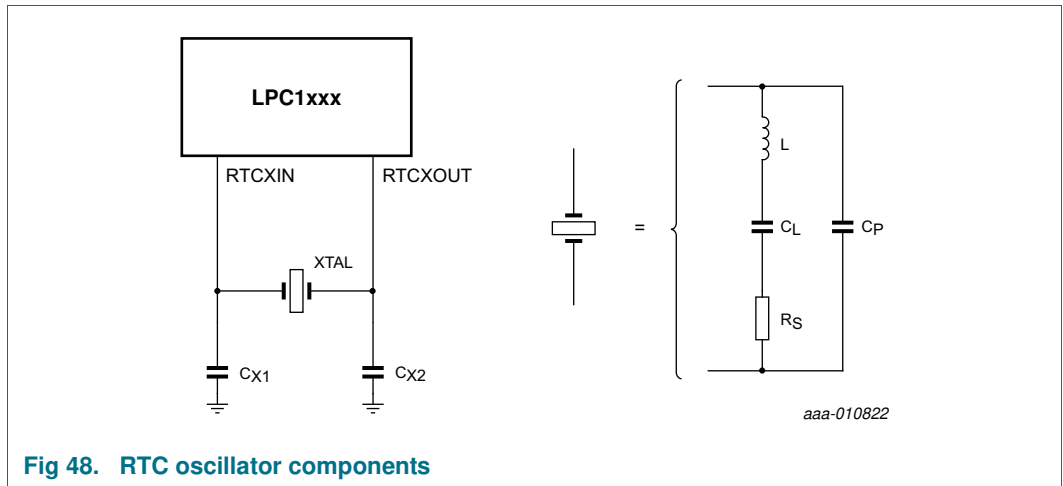 LPC1xxx
RTCXIN
RTCXOUT
XTAL
CX1
CX2
=
L
CL
CP
RS
aaa-010822
Fig 48. RTC oscillator components